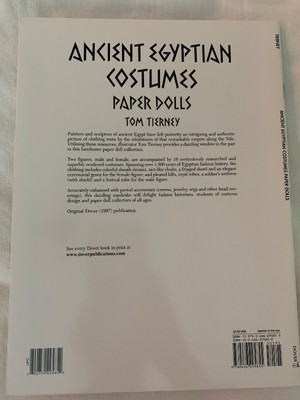 ANCIENT EGYPTIAN
COSTUMES
PAPER DOLLS
TOM TIERNEY
Painters and sculptors of ancient Egypt have left posterity an intriguing and authentic
picture of clothing worn by the inhabitants of that remarkable empire along the Nile.
Utilizing these resources, illustrator Tom Tierney provides a dazzling window to the past
in this handsome paper doll collection.
Two figures, male and female, are accompanied by 18 meticulously researched and
superbly rendered costumes. Spanning over 1,500 years of Egyptian fashion history, the
clothing includes colorful sheath dresses, net-like cloaks, a fringed shawl and an elegant
ceremonial gown for the female figure; and pleated kilts, royal robes, a soldier's uniform
(with shield) and a festival robe for the male figure.
Accurately enhanced with period accessories (crowns, jewelry, wigs and other head cov-
erings), this dazzling wardrobe will delight fashion historians, students of costume
design and paper doll collectors of all ages.
Original Dover (1997) publication.
See every Dover book in print at
www.doverpublications.com
TIERNEY
ANCIENT EGYPTIAN COSTUMES PAPER DOLLS
DOVER